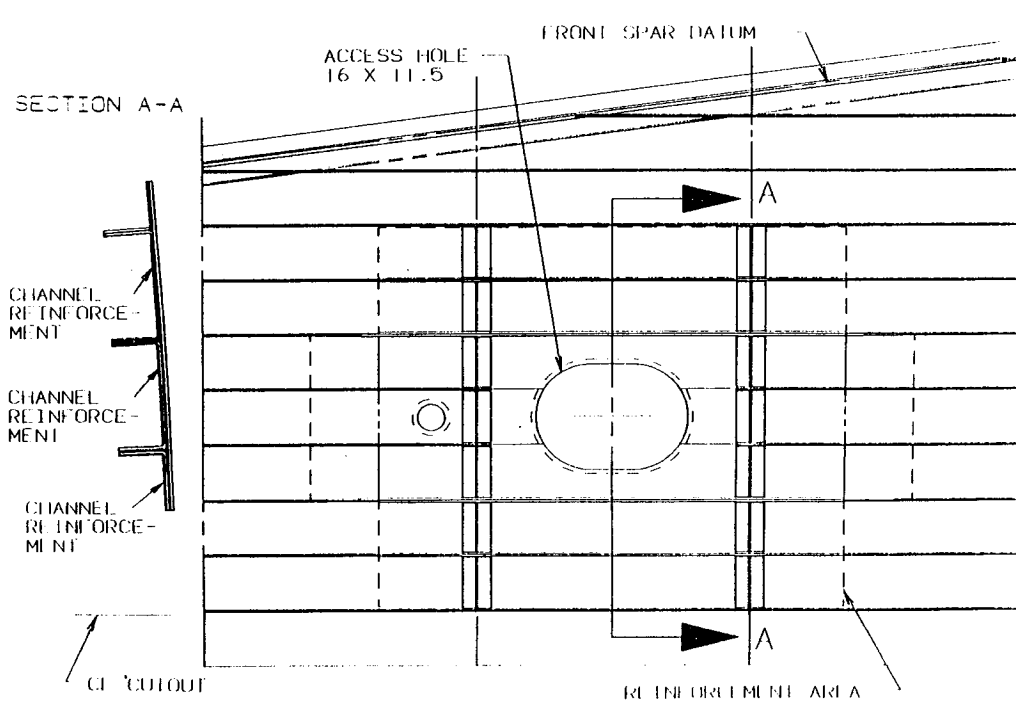 FRONT SPAR DATUM
ACCESS HOLE
16 X 11.5
SECTION A-A
A
CHANNEL
REINFORCE-
MENT
CHANNEL
REINFORCE-
MENT
CHANNEL
REINFORCE-
MENT
A
CL CUTOUT
REINFORCEMENT AREA